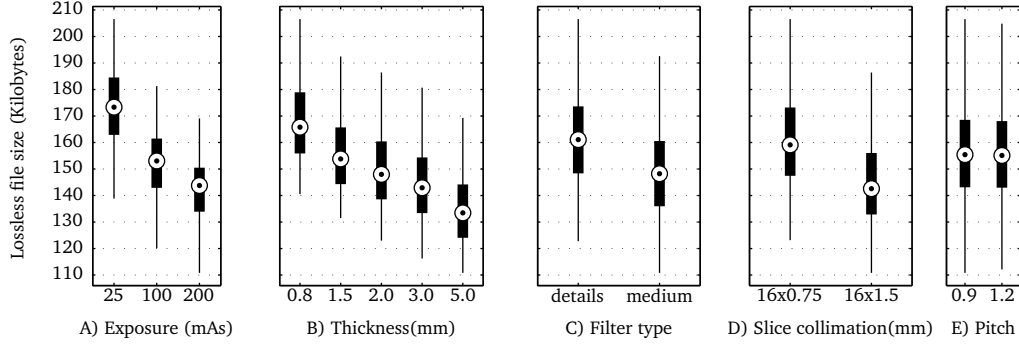 Lossless file size (Kilobytes)
210
200
190
180
170
160
150
140
130
120
110
25 100 200
0.8 1.5 2.0 3.0 5.0
details medium
16x0.75 16x1.5
0.9 1.2
A) Exposure (mAs)
B) Thickness(mm)
C) Filter type
D) Slice collimation(mm)
E) Pitch